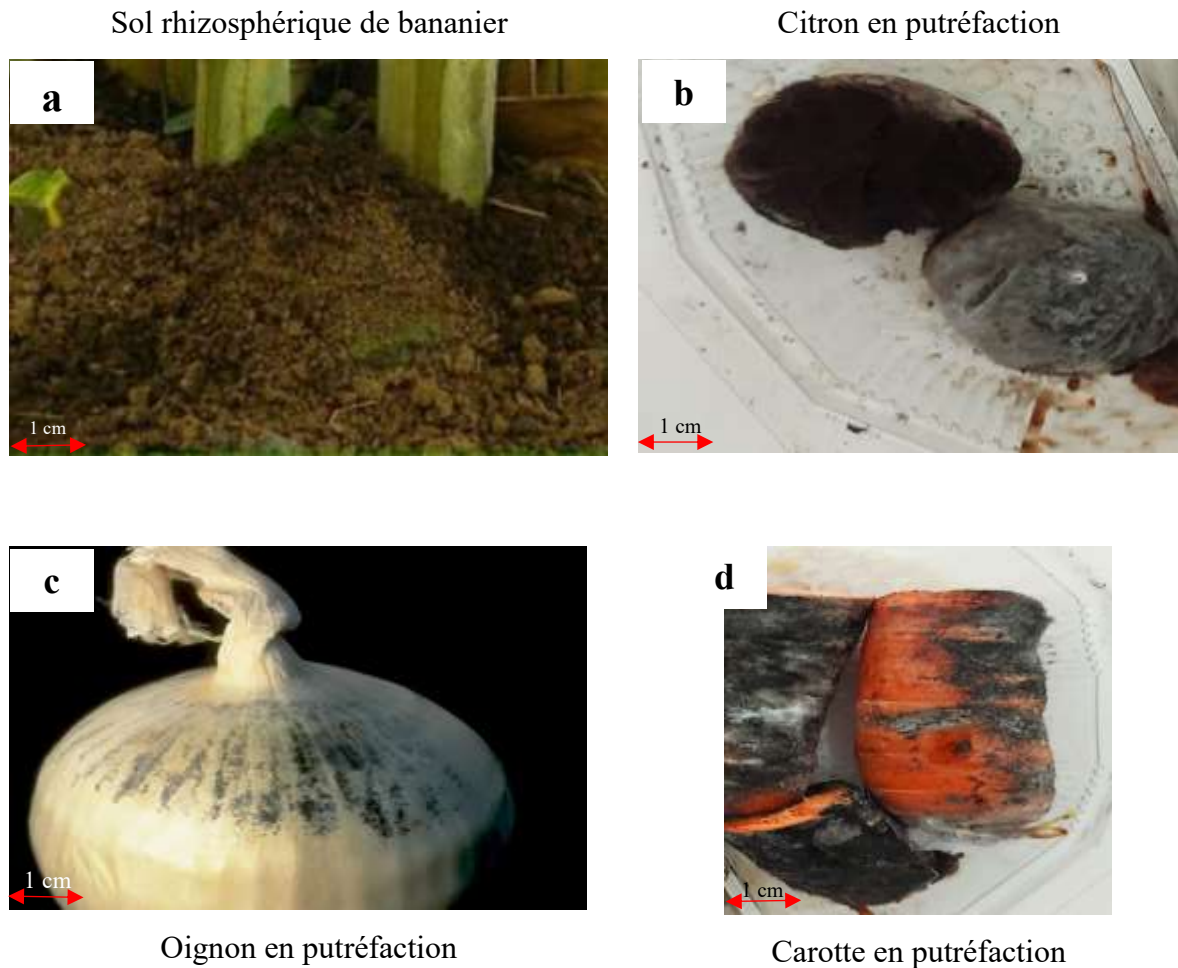 Sol rhizosphérique de bananier
Citron en putréfaction
a
b
1 cm
1 cm
c
d
1 cm
1 cm
Oignon en putréfaction
Carotte en putréfaction